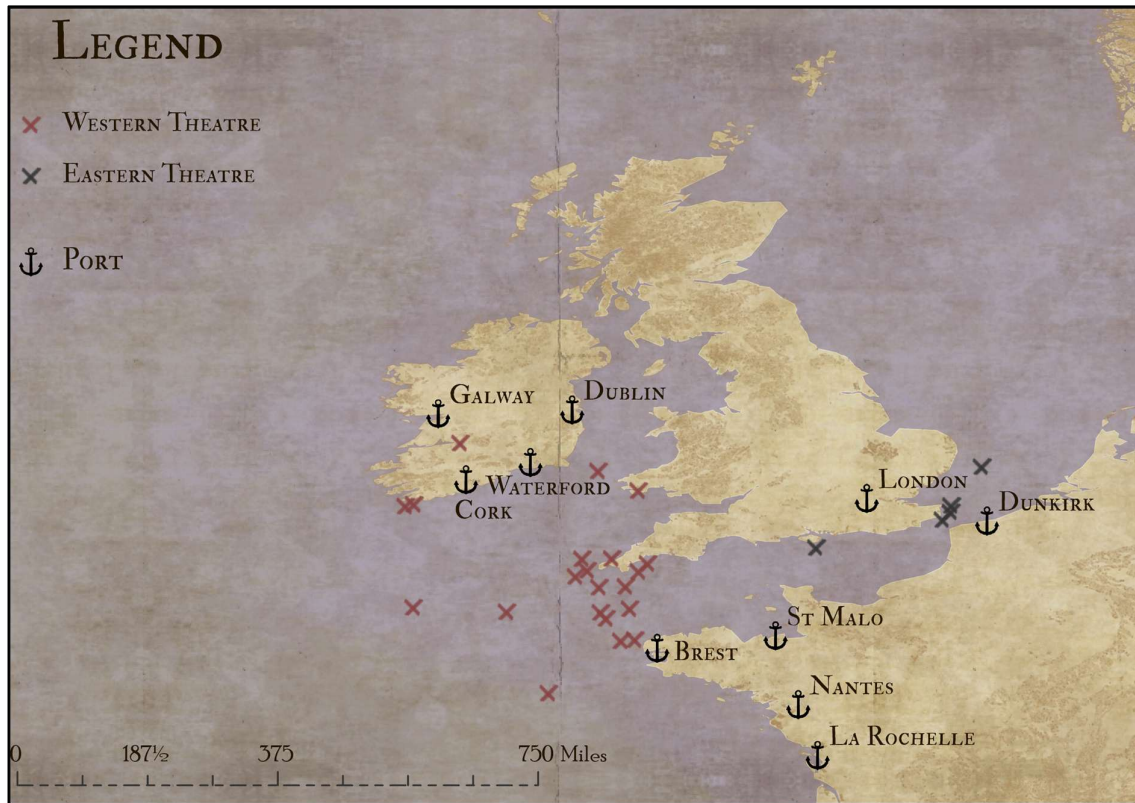 Legend
Western Theatre
Eastern Theatre
Port
Galway
Dublin
Waterford
Cork
London
Dunkirk
St Malo
Brest
Nantes
La Rochelle
0 187½ 375 750 Miles